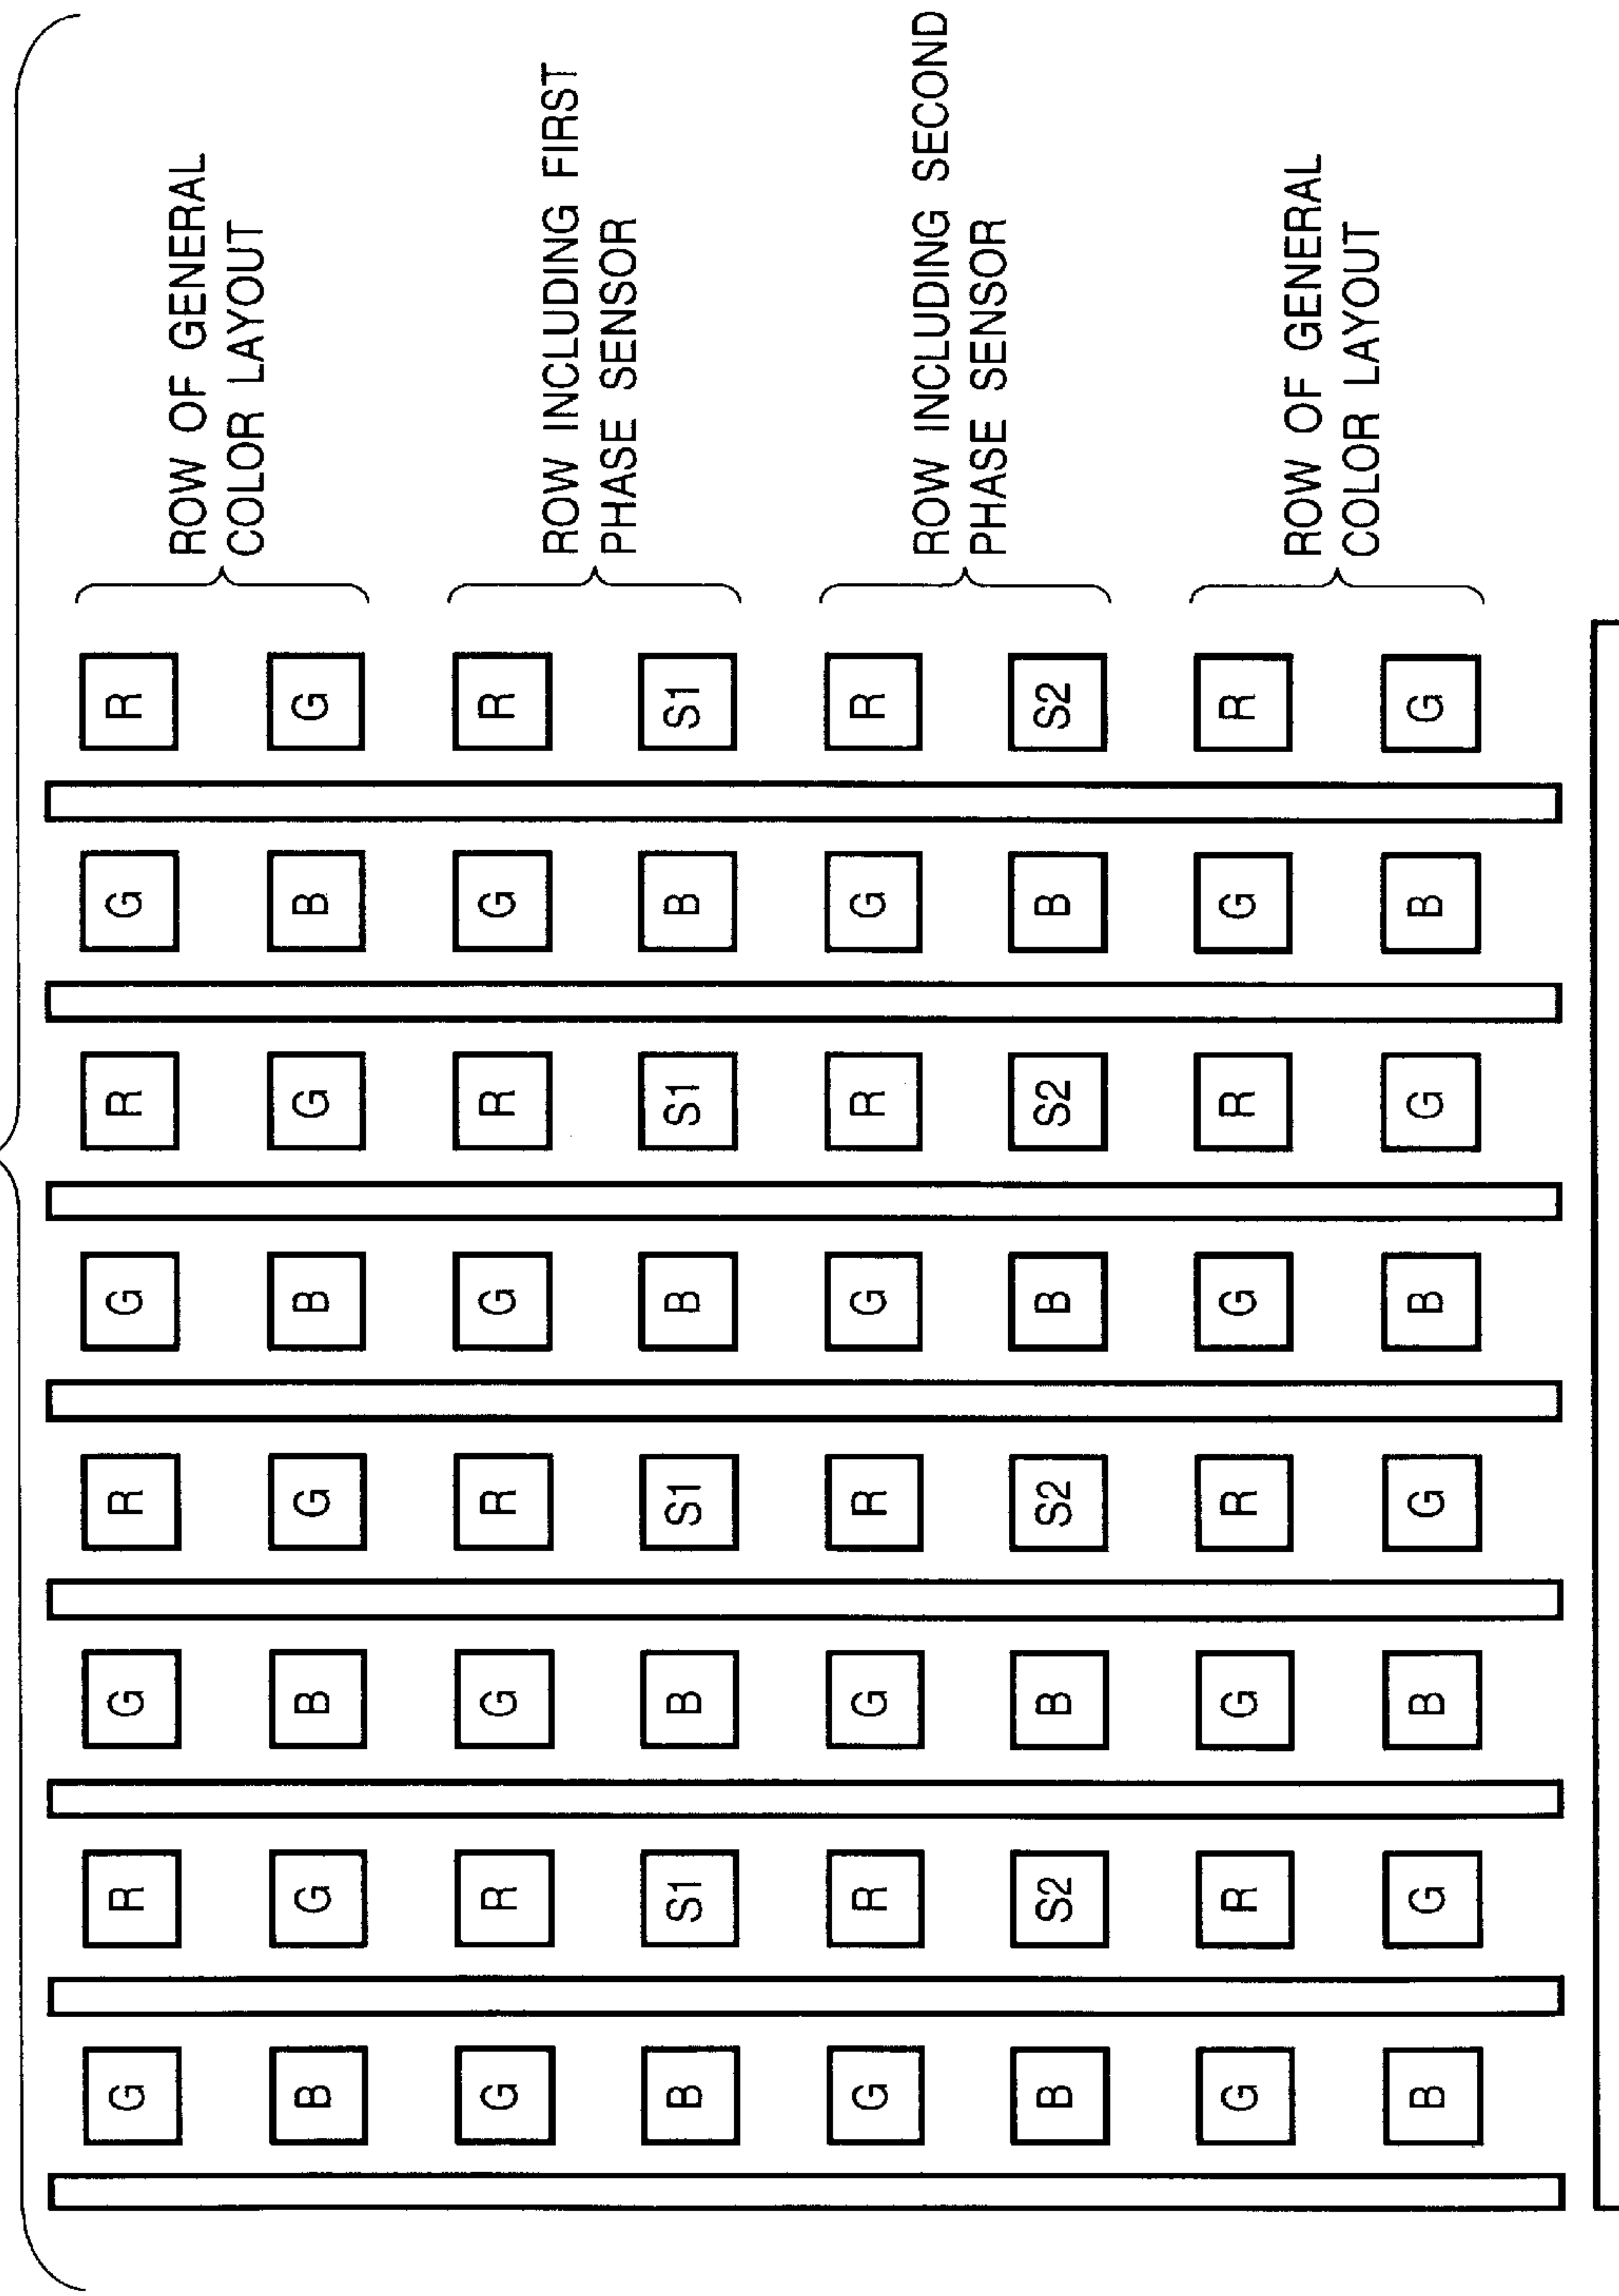 G R G R G R G R
ROW OF GENERAL
COLOR LAYOUT
B G B G B G B G
G R G R G R G R
ROW INCLUDING FIRST
PHASE SENSOR
B S1 B S1 B S1 B S1
G R G R G R G R
ROW INCLUDING SECOND
PHASE SENSOR
B S2 B S2 B S2 B S2
G R G R G R G R
ROW OF GENERAL
COLOR LAYOUT
B G B G B G B G